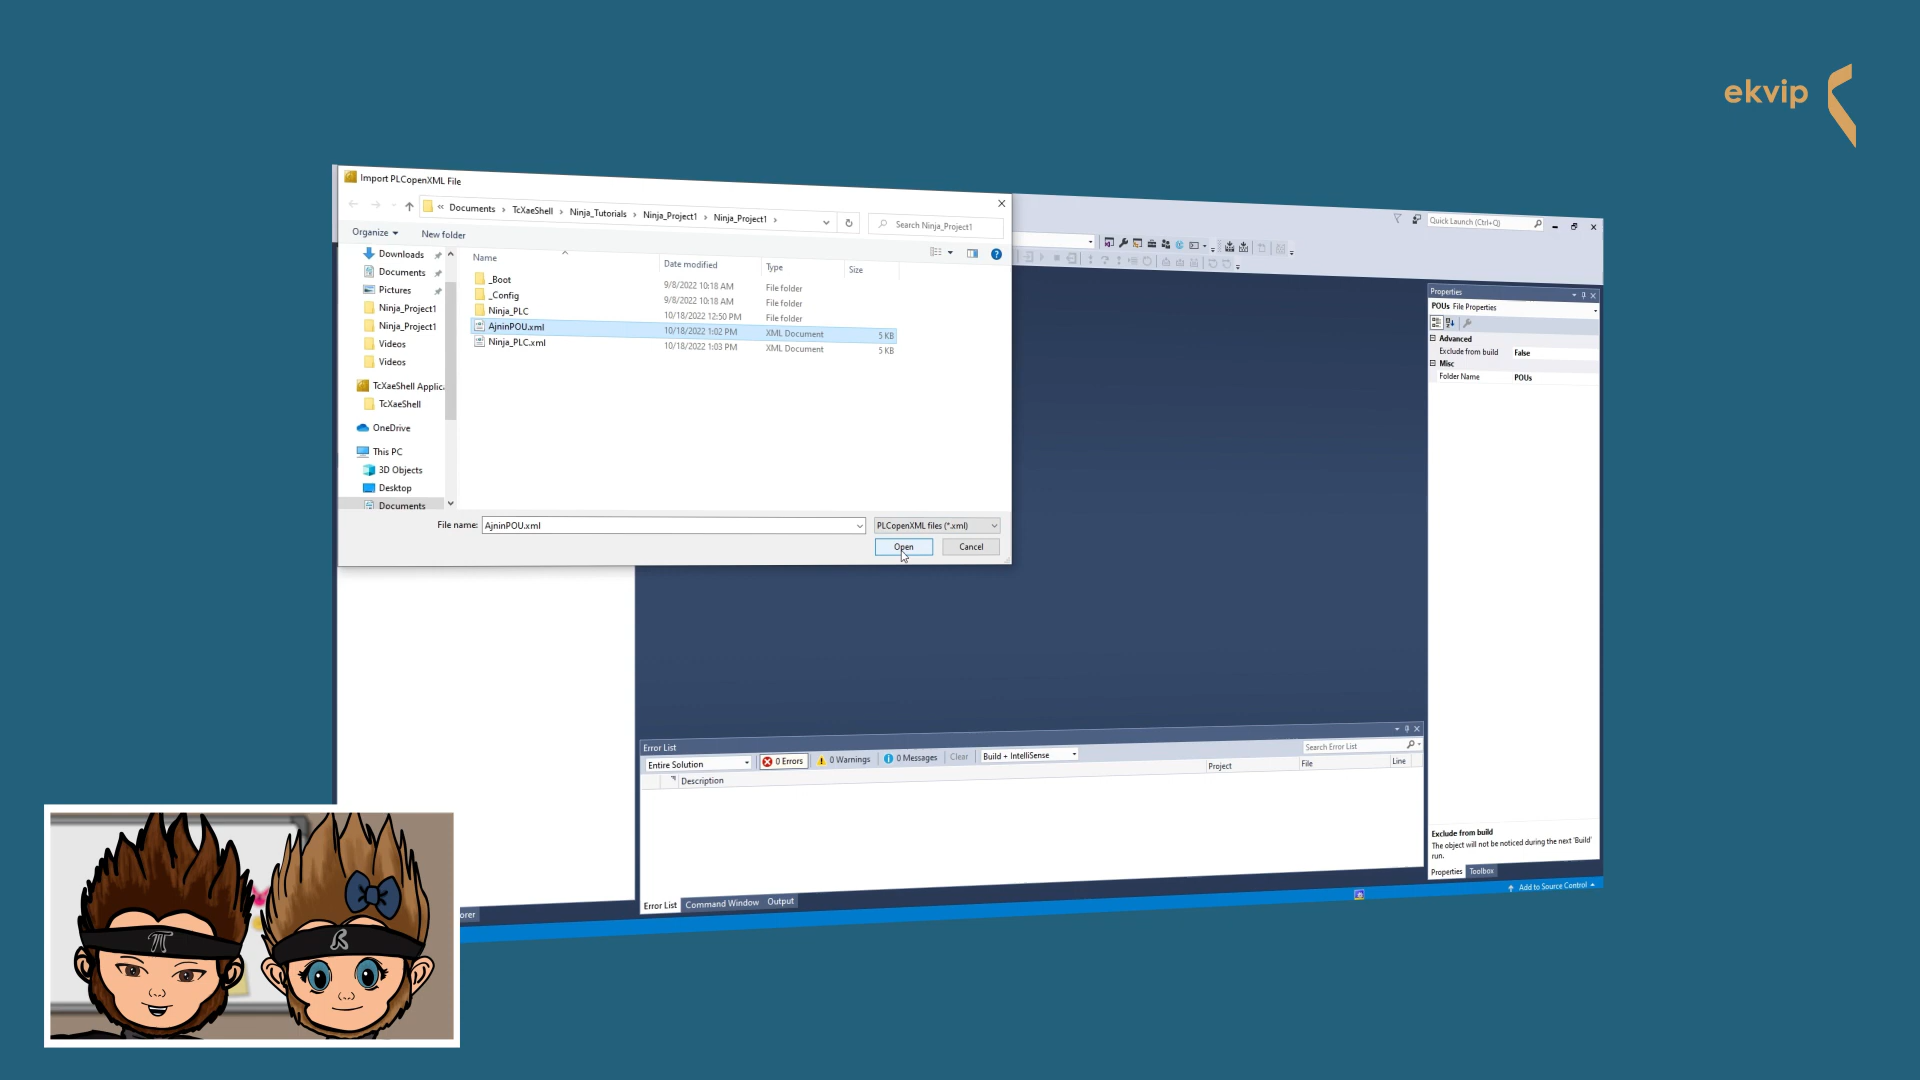 ekvip
Import PLCopenXML File
« Documents › TcXaeShell › Ninja_Tutorials › Ninja_Project1 › Ninja_Project1 ›
Search Ninja_Project1
Organize
New folder
Downloads
Documents
Pictures
Ninja_Project1
Ninja_Project1
Videos
Videos
TcXaeShell Applic
TcXaeShell
OneDrive
This PC
3D Objects
Desktop
Documents
Name Date modified Type Size
_Boot 9/8/2022 10:18 AM File folder
_Config 9/8/2022 10:18 AM File folder
Ninja_PLC 10/18/2022 12:50 PM File folder
AjninPOU.xml 10/18/2022 1:02 PM XML Document 5 KB
Ninja_PLC.xml 10/18/2022 1:03 PM XML Document 5 KB
File name: AjninPOU.xml
PLCopenXML files (*.xml)
Open Cancel
Quick Launch (Ctrl+Q)
Properties
POUs File Properties
Advanced
Exclude from build False
Misc
Folder Name POUs
Exclude from build
The object will not be noticed during the next 'Build'
run.
Properties Toolbox
Error List
Entire Solution 0 Errors 0 Warnings 0 Messages Clear Build + IntelliSense
Search Error List
Description Project File Line
Error List Command Window Output
orer
Add to Source Control
π